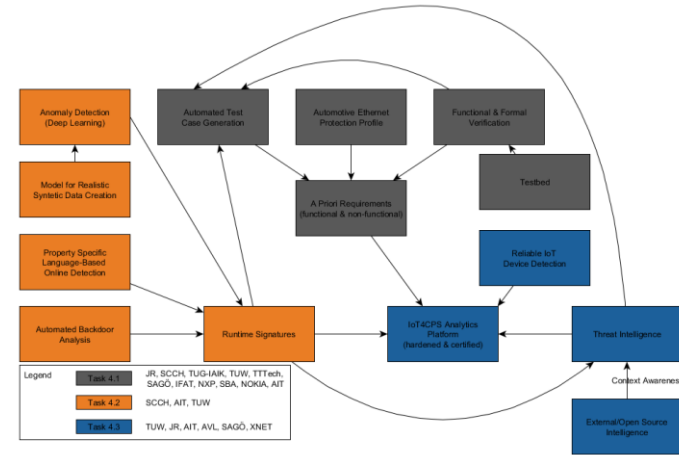 Anomaly Detection
(Deep Learning)
Automated Test
Case Generation
Automotive Ethernet
Protection Profile
Functional & Formal
Verification
Model for Realistic
Syntetic Data Creation
A Priori Requirements
(functional & non-functional)
Testbed
Property Specific
Language-Based
Online Detection
Reliable IoT
Device Detection
Automated Backdoor
Analysis
Runtime Signatures
IoT4CPS Analytics
Platform
(hardened & certified)
Threat Intelligence
Context Awareness
External/Open Source
Intelligence
Legend
Task 4.1
JR, SCCH, TUG-IAIK, TUW, TTTech,
SAGÖ, IFAT, NXP, SBA, NOKIA, AIT
Task 4.2
SCCH, AIT, TUW
Task 4.3
TUW, JR, AIT, AVL, SAGÖ, XNET